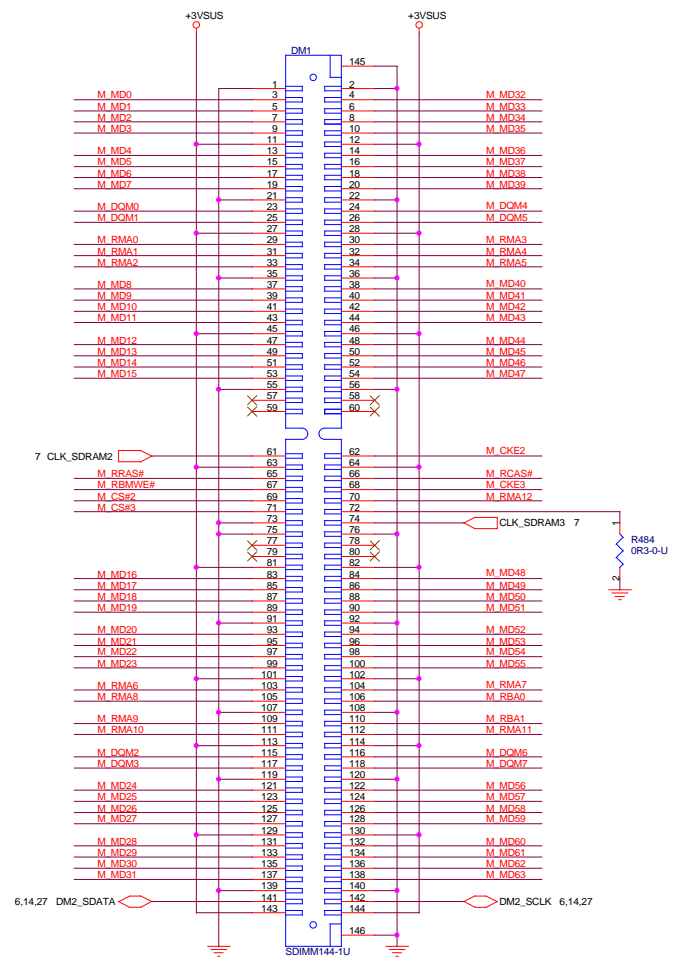 +3VSUS +3VSUS
DM1
145
1 2
M_MD0 3 4 M_MD32
M_MD1 5 6 M_MD33
M_MD2 7 8 M_MD34
M_MD3 9 10 M_MD35
11 12
M_MD4 13 14 M_MD36
M_MD5 15 16 M_MD37
M_MD6 17 18 M_MD38
M_MD7 19 20 M_MD39
21 22
M_DQM0 23 24 M_DQM4
M_DQM1 25 26 M_DQM5
27 28
M_RMA0 29 30 M_RMA3
M_RMA1 31 32 M_RMA4
M_RMA2 33 34 M_RMA5
35 36
M_MD8 37 38 M_MD40
M_MD9 39 40 M_MD41
M_MD10 41 42 M_MD42
M_MD11 43 44 M_MD43
45 46
M_MD12 47 48 M_MD44
M_MD13 49 50 M_MD45
M_MD14 51 52 M_MD46
M_MD15 53 54 M_MD47
55 56
57 58
59 60
7 CLK_SDRAM2 61 62 M_CKE2
63 64
M_RRAS# 65 66 M_RCAS#
M_RBMWE# 67 68 M_CKE3
M_CS#2 69 70 M_RMA12
M_CS#3 71 72
73 74 CLK_SDRAM3 7 1
75 76
77 78 R484
79 80 0R3-0-U
81 82
M_MD16 83 84 M_MD48 2
M_MD17 85 86 M_MD49
M_MD18 87 88 M_MD50
M_MD19 89 90 M_MD51
91 92
M_MD20 93 94 M_MD52
M_MD21 95 96 M_MD53
M_MD22 97 98 M_MD54
M_MD23 99 100 M_MD55
101 102
M_RMA6 103 104 M_RMA7
M_RMA8 105 106 M_RBA0
107 108
M_RMA9 109 110 M_RBA1
M_RMA10 111 112 M_RMA11
113 114
M_DQM2 115 116 M_DQM6
M_DQM3 117 118 M_DQM7
119 120
M_MD24 121 122 M_MD56
M_MD25 123 124 M_MD57
M_MD26 125 126 M_MD58
M_MD27 127 128 M_MD59
129 130
M_MD28 131 132 M_MD60
M_MD29 133 134 M_MD61
M_MD30 135 136 M_MD62
M_MD31 137 138 M_MD63
139 140
6,14,27 DM2_SDATA 141 142 DM2_SCLK 6,14,27
143 144
146
SDIMM144-1U